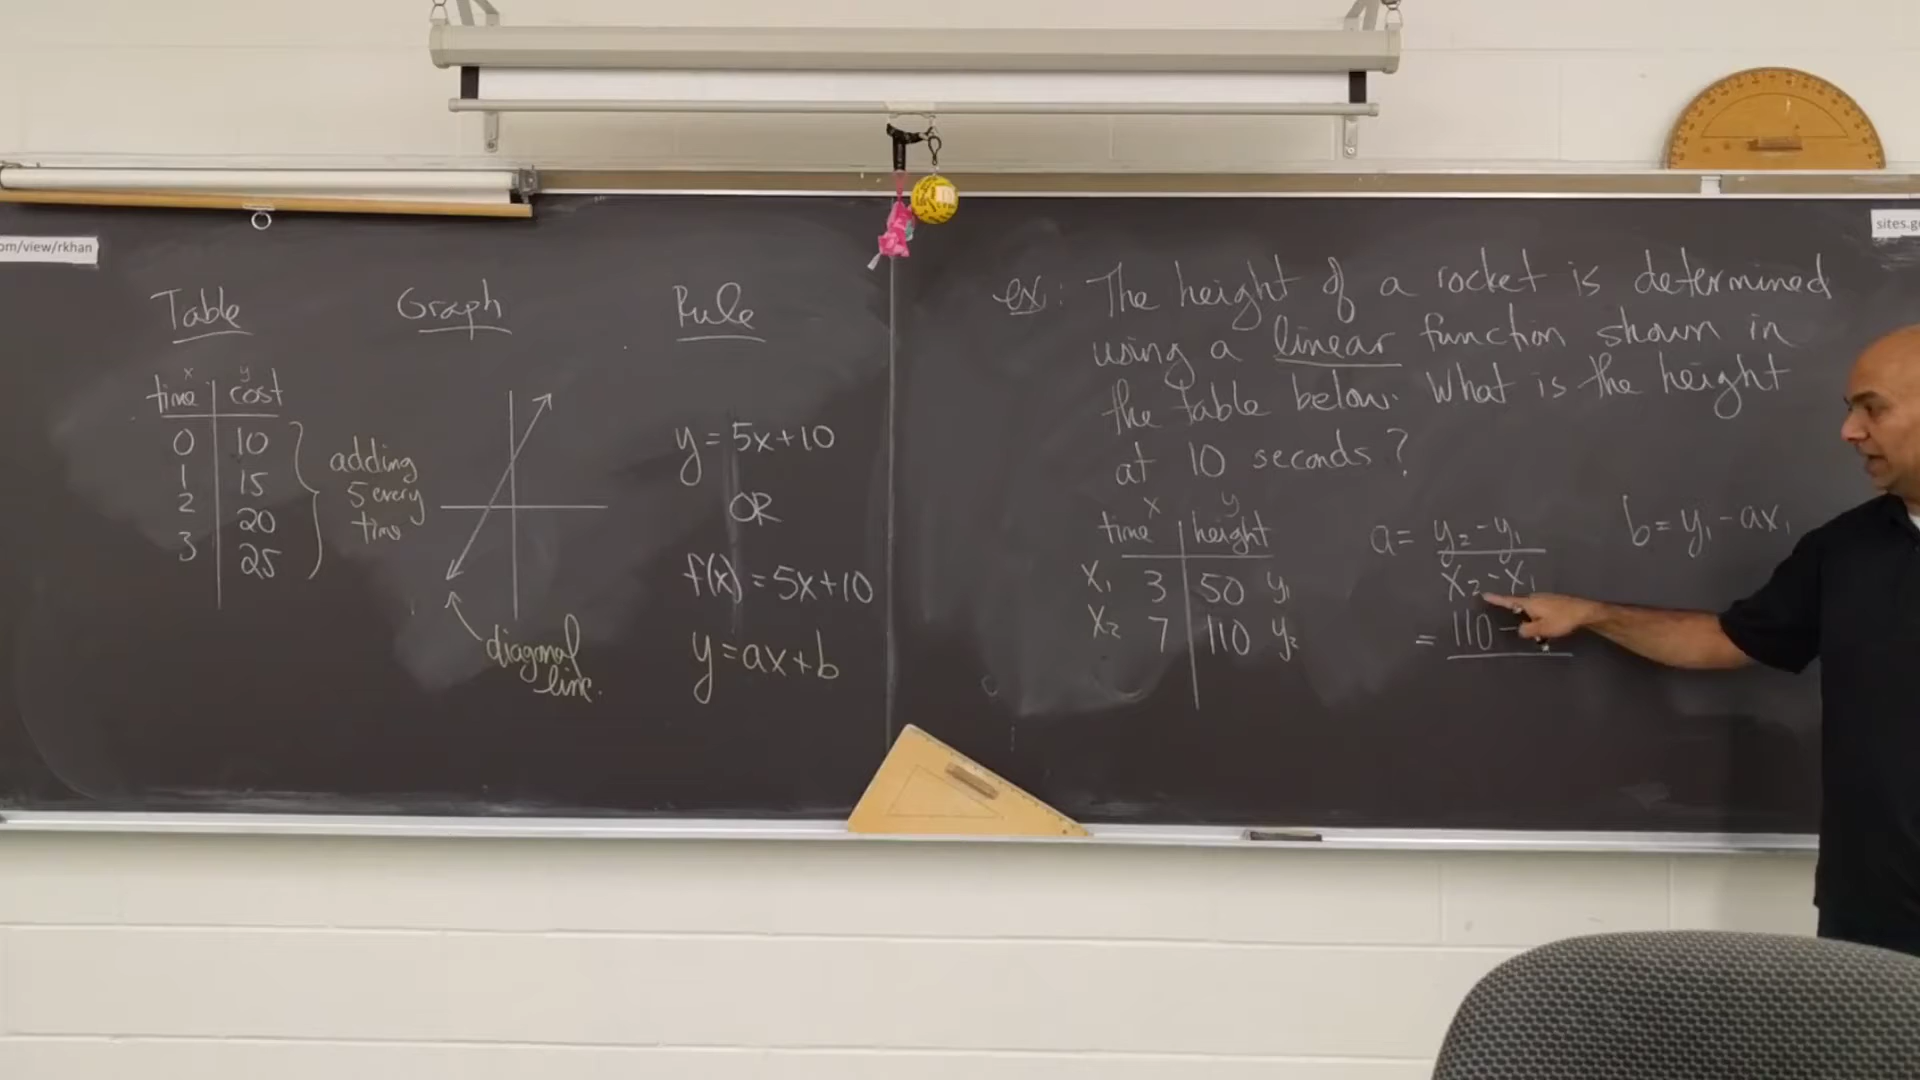 om/view/rkhan
sites.g
Table
x y
time cost
0 10
1 15
2 20
3 25
adding
5 every
time
Graph
diagonal
line.
Rule
y=5x+10
OR
f(x)=5x+10
y=ax+b
ex: The height of a rocket is determined
using a linear function shown in
the table below. What is the height
at 10 seconds?
x y
time height
x₁ 3 50 y₁
x₂ 7 110 y₂
a= y₂-y₁
x₂-x₁
= 110-
b=y₁-ax₁